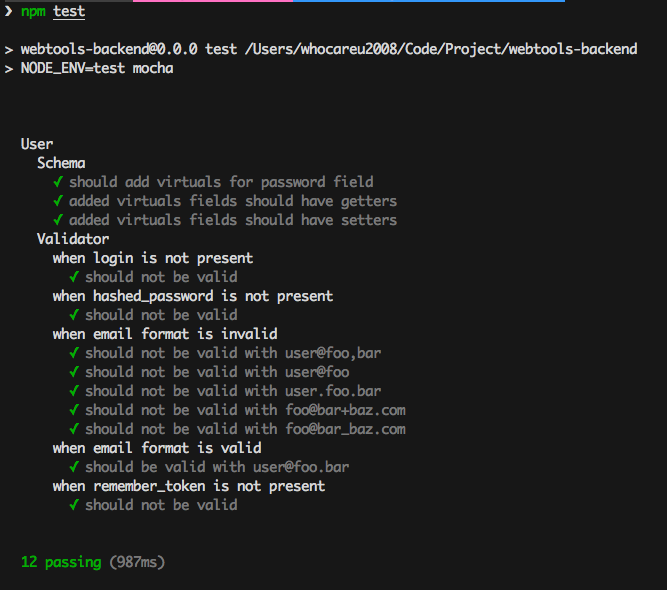 ❯ npm test
> webtools-backend@0.0.0 test /Users/whocareu2008/Code/Project/webtools-backend
> NODE_ENV=test mocha
User
Schema
✓ should add virtuals for password field
✓ added virtuals fields should have getters
✓ added virtuals fields should have setters
Validator
when login is not present
✓ should not be valid
when hashed_password is not present
✓ should not be valid
when email format is invalid
✓ should not be valid with user@foo,bar
✓ should not be valid with user@foo
✓ should not be valid with user.foo.bar
✓ should not be valid with foo@bar+baz.com
✓ should not be valid with foo@bar_baz.com
when email format is valid
✓ should be valid with user@foo.bar
when remember_token is not present
✓ should not be valid
12 passing (987ms)